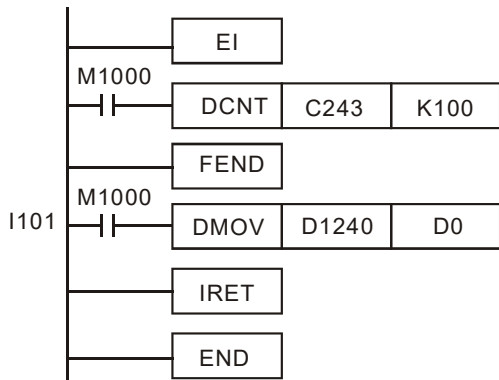 EI
M1000
DCNT C243 K100
FEND
M1000
I101
DMOV D1240 D0
IRET
END